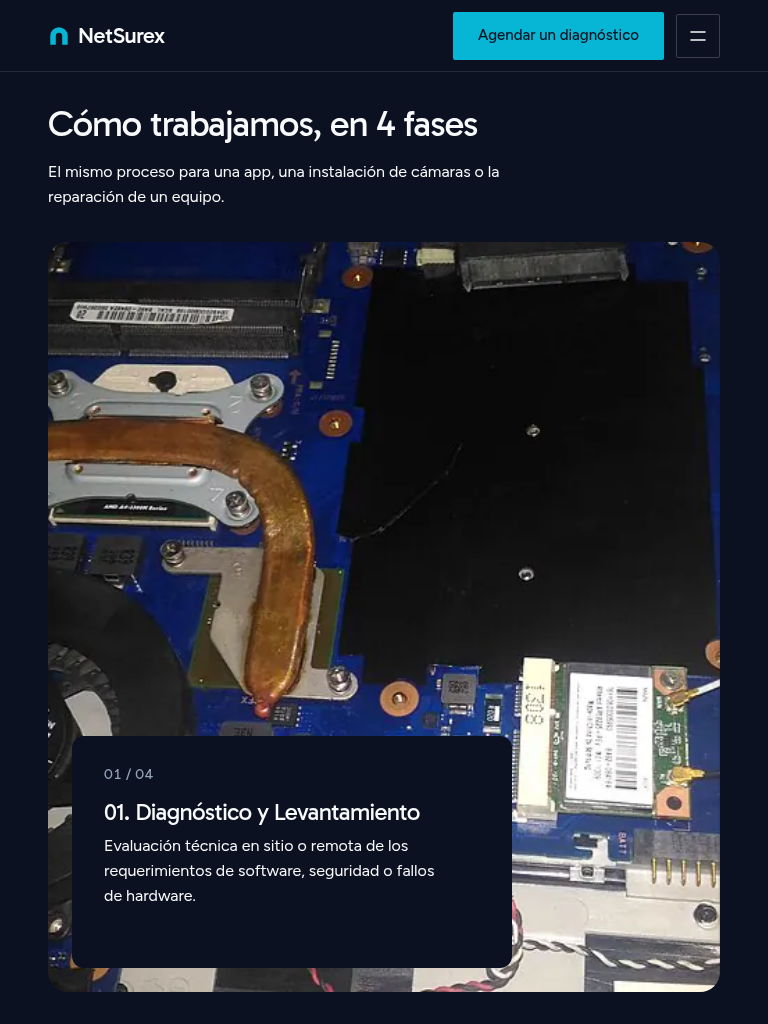 NetSurex
Agendar un diagnóstico
Cómo trabajamos, en 4 fases
El mismo proceso para una app, una instalación de cámaras o la
reparación de un equipo.
1308
BATT
01 / 04
01. Diagnóstico y Levantamiento
Evaluación técnica en sitio o remota de los
requerimientos de software, seguridad o fallos
de hardware.